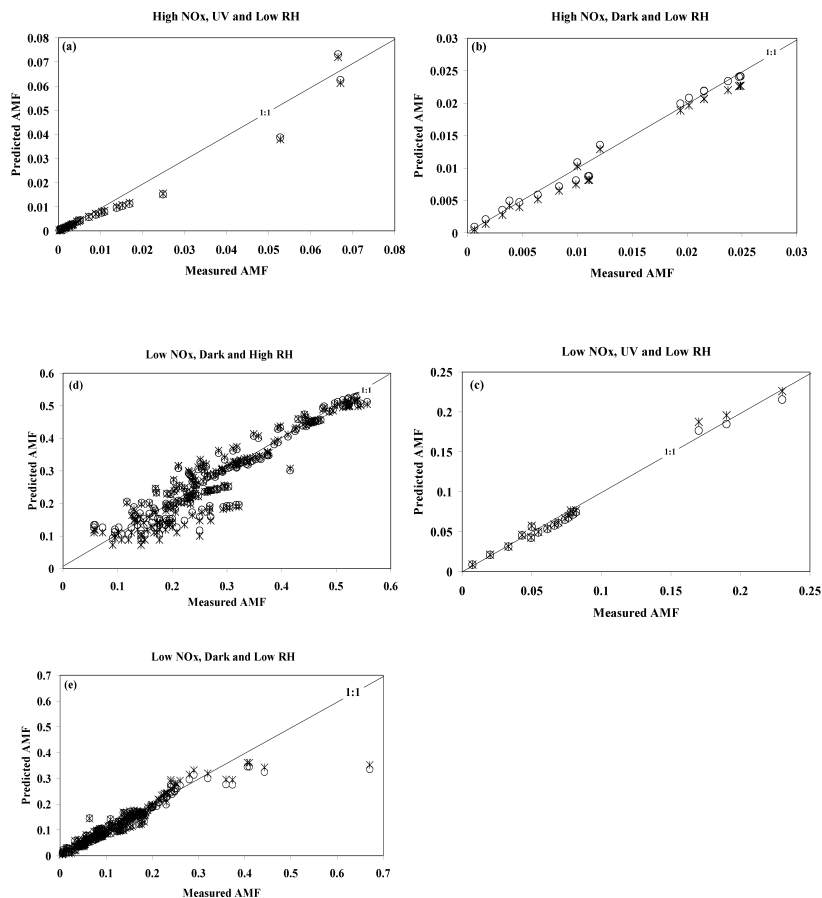 High NOx, UV and Low RH
(a)
0.08
0.07
0.06
0.05
0.04
0.03
0.02
0.01
0
1:1
0 0.01 0.02 0.03 0.04 0.05 0.06 0.07 0.08
Predicted AMF
Measured AMF
High NOx, Dark and Low RH
(b)
0.03
0.025
0.02
0.015
0.01
0.005
0
1:1
0 0.005 0.01 0.015 0.02 0.025 0.03
Predicted AMF
Measured AMF
Low NOx, Dark and High RH
(d)
0.6
0.5
0.4
0.3
0.2
0.1
0
1:1
0 0.1 0.2 0.3 0.4 0.5 0.6
Predicted AMF
Measured AMF
Low NOx, UV and Low RH
(c)
0.25
0.2
0.15
0.1
0.05
0
1:1
0 0.05 0.1 0.15 0.2 0.25
Predicted AMF
Measured AMF
Low NOx, Dark and Low RH
(e)
0.7
0.6
0.5
0.4
0.3
0.2
0.1
0
1:1
0 0.1 0.2 0.3 0.4 0.5 0.6 0.7
Predicted AMF
Measured AMF